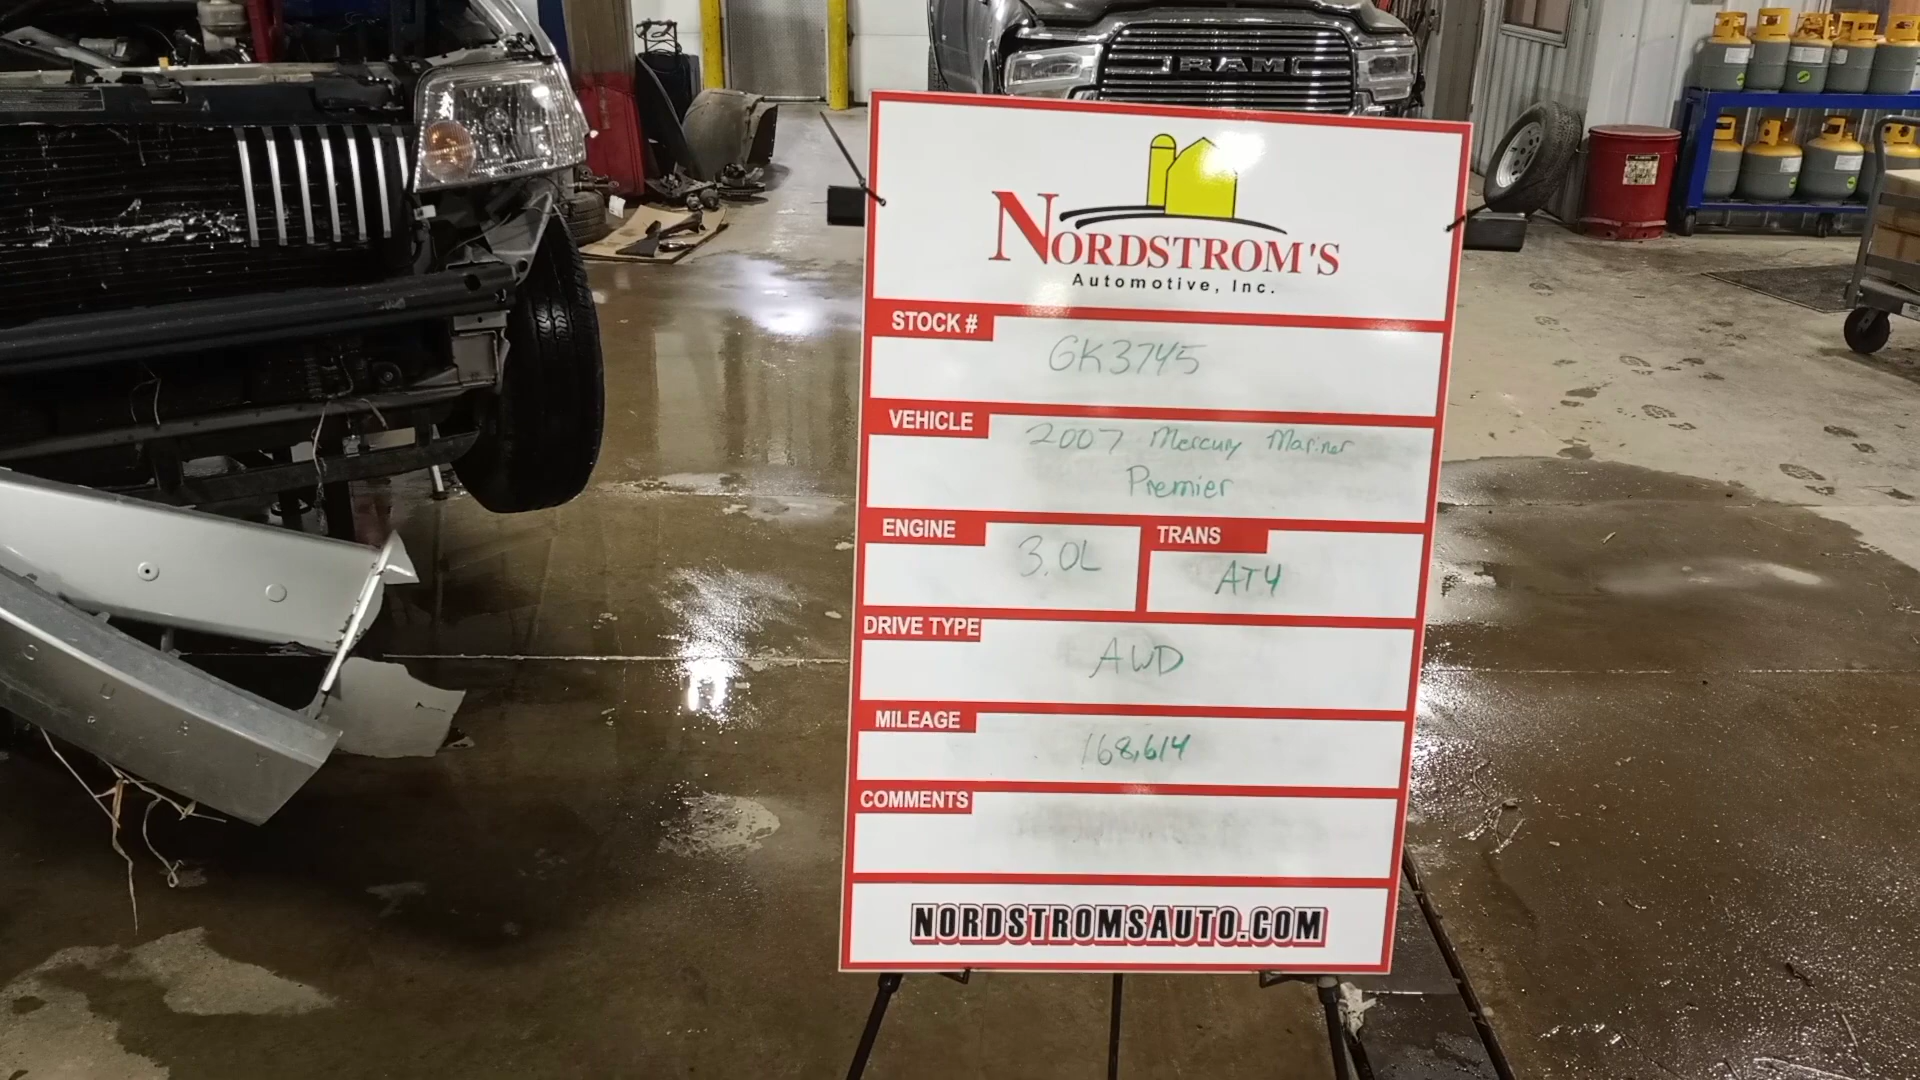 RAM
NORDSTROM'S
Automotive, Inc.
STOCK #
GK3745
VEHICLE
2007 Mercury Mariner
Premier
ENGINE
3.0L
TRANS
AT4
DRIVE TYPE
AWD
MILEAGE
168,614
COMMENTS
NORDSTROMSAUTO.COM